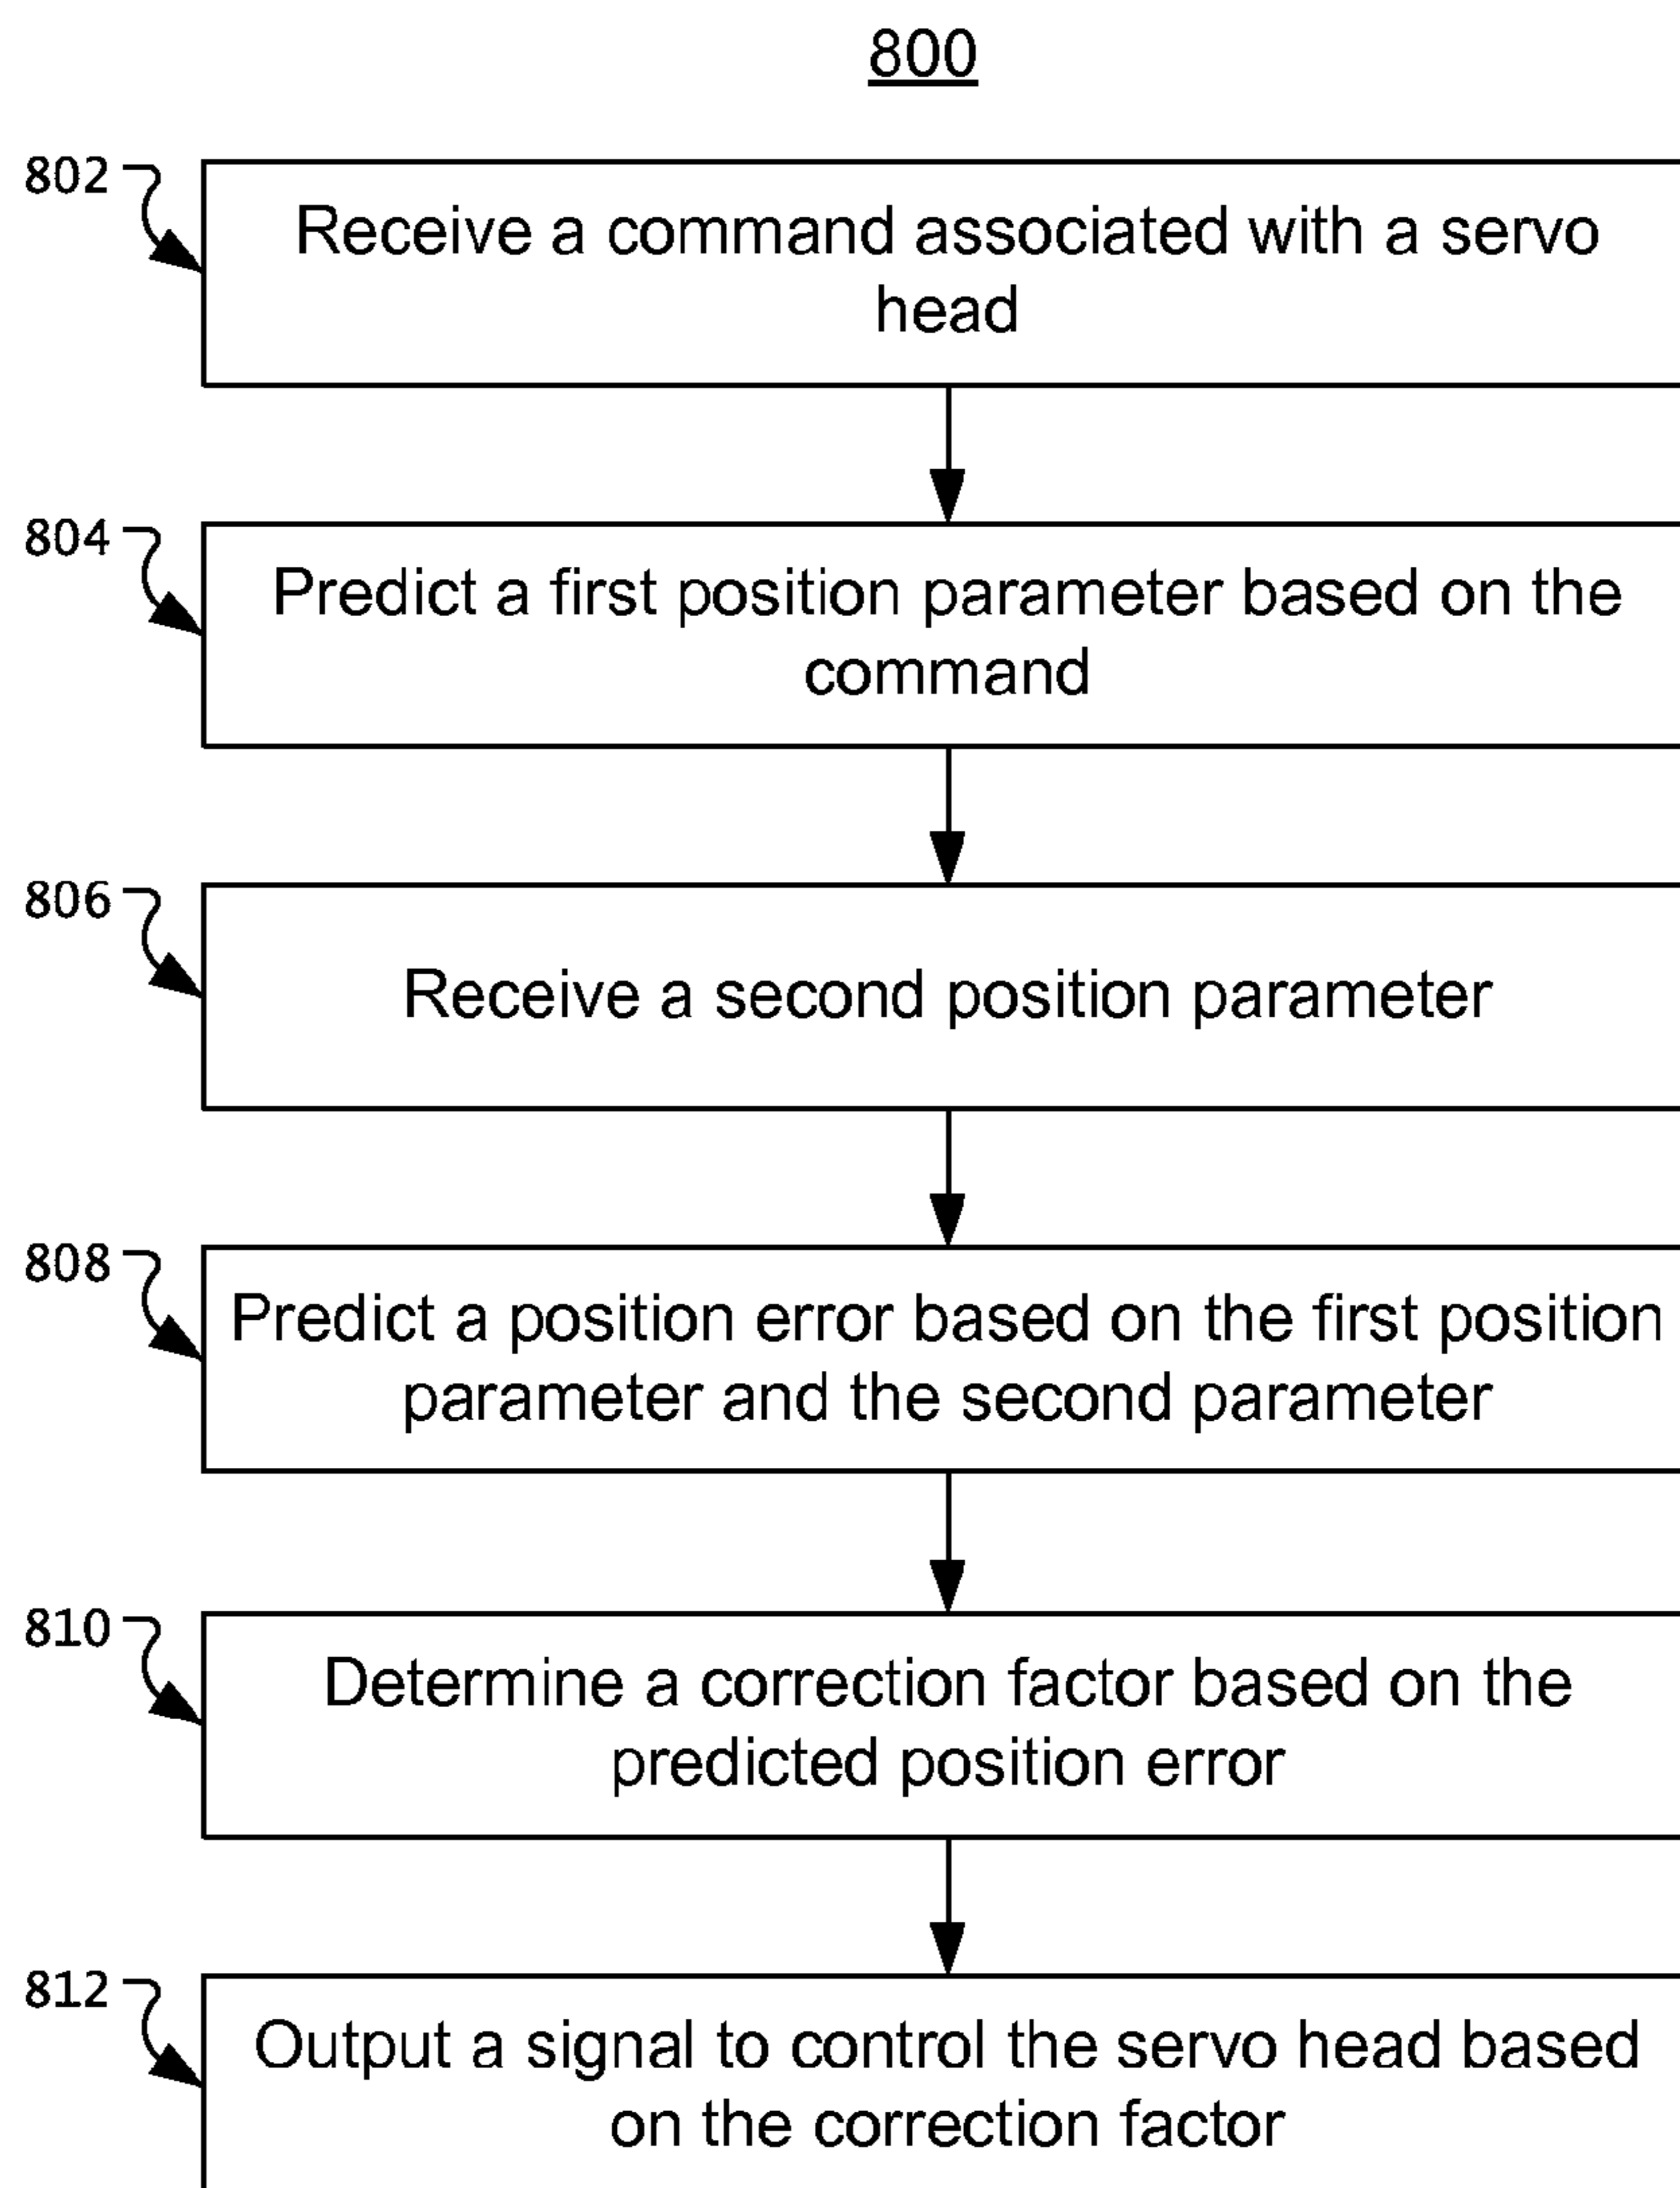 800
802
Receive a command associated with a servo
head
804
Predict a first position parameter based on the
command
806
Receive a second position parameter
808
Predict a position error based on the first position
parameter and the second parameter
810
Determine a correction factor based on the
predicted position error
812
Output a signal to control the servo head based
on the correction factor